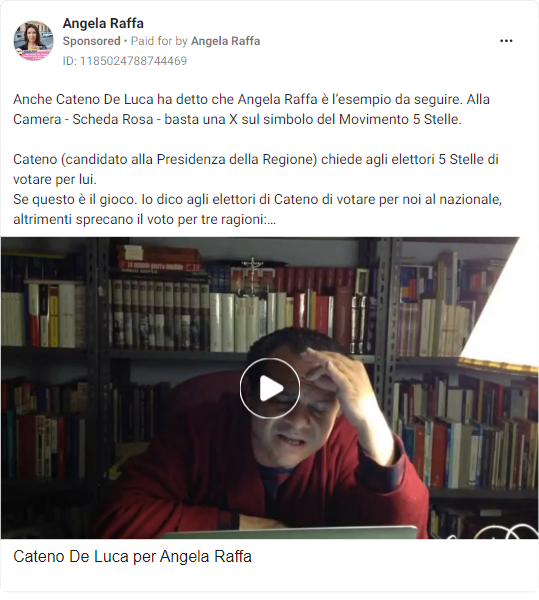 Angela Raffa
Sponsored • Paid for by Angela Raffa
ID: 1185024788744469
Anche Cateno De Luca ha detto che Angela Raffa è l'esempio da seguire. Alla
Camera - Scheda Rosa - basta una X sul simbolo del Movimento 5 Stelle.
Cateno (candidato alla Presidenza della Regione) chiede agli elettori 5 Stelle di
votare per lui.
Se questo è il gioco. Io dico agli elettori di Cateno di votare per noi al nazionale,
altrimenti sprecano il voto per tre ragioni:...
Cateno De Luca per Angela Raffa